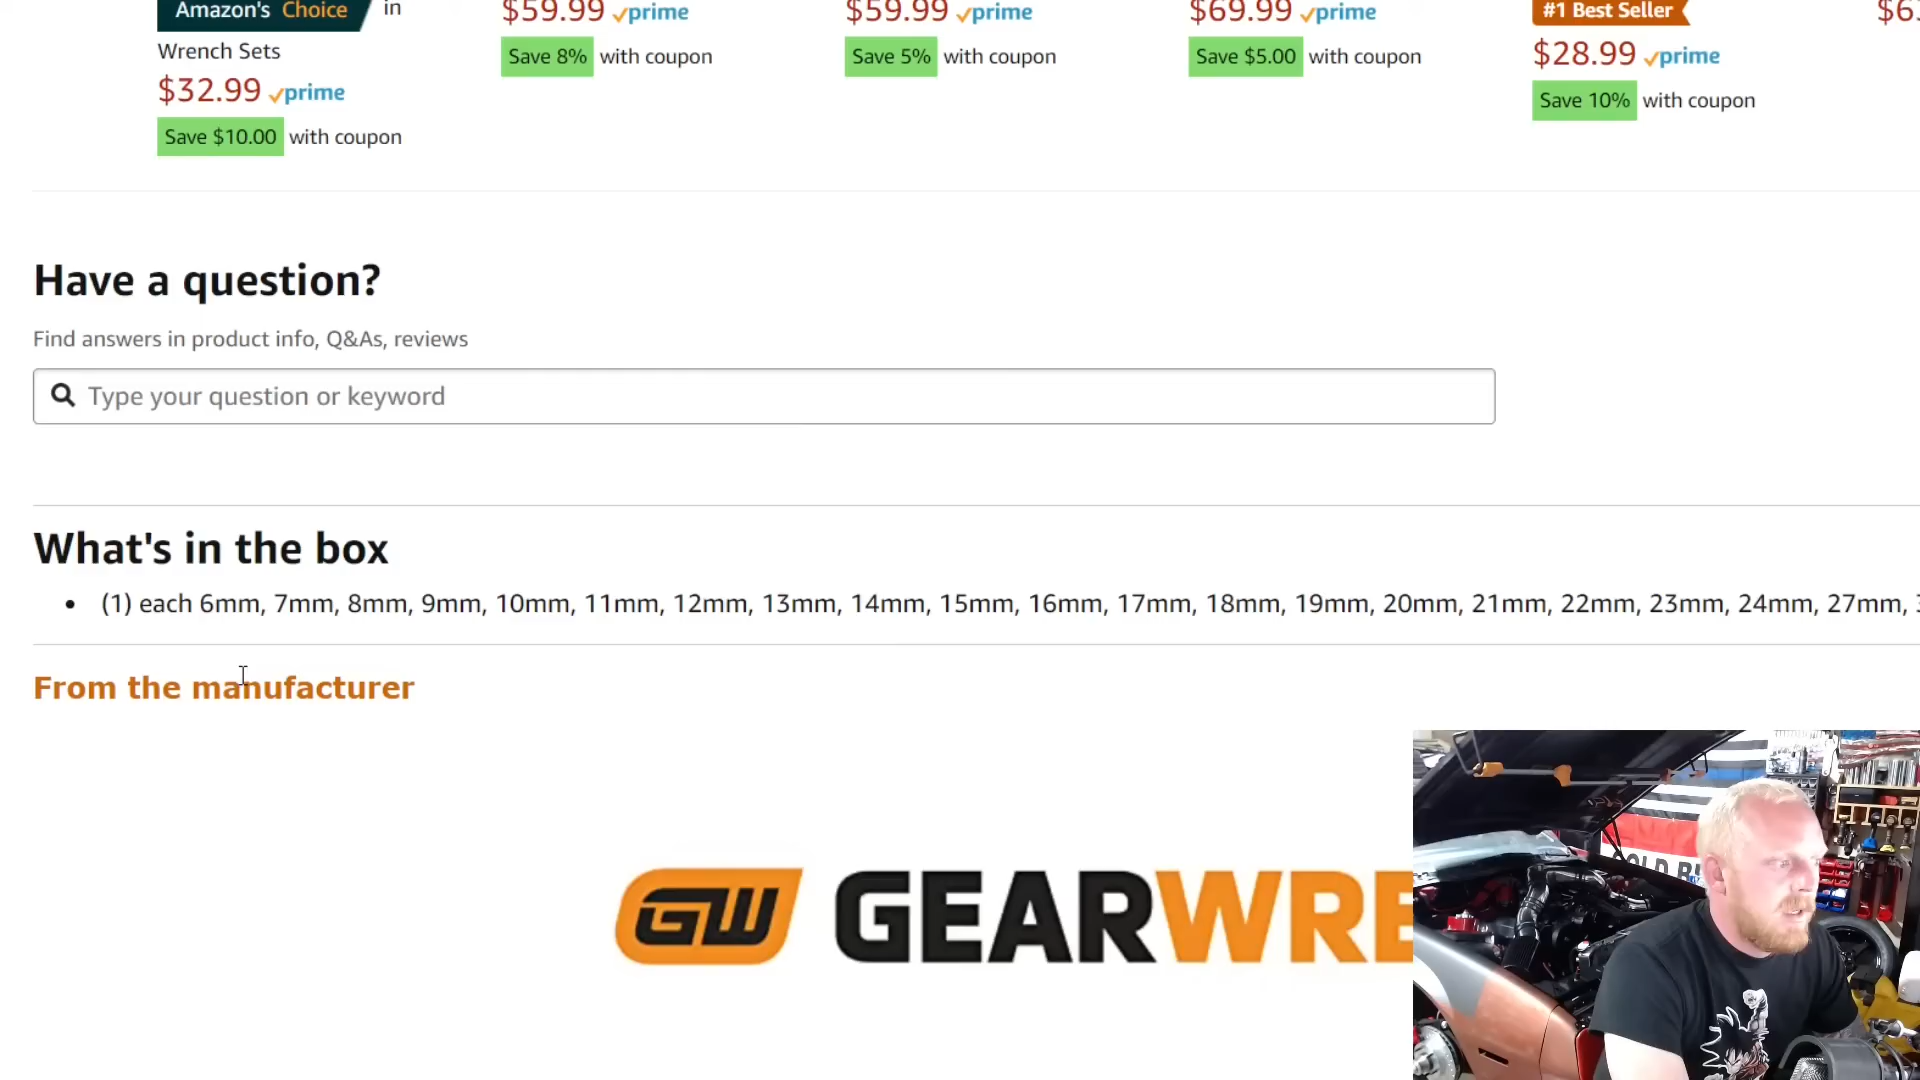 Amazon's Choice in
Wrench Sets
$32.99 prime
Save $10.00 with coupon
$59.99 prime
Save 8% with coupon
$59.99 prime
Save 5% with coupon
$69.99 prime
Save $5.00 with coupon
#1 Best Seller
$28.99 prime
Save 10% with coupon
Have a question?
Find answers in product info, Q&As, reviews
Type your question or keyword
What's in the box
• (1) each 6mm, 7mm, 8mm, 9mm, 10mm, 11mm, 12mm, 13mm, 14mm, 15mm, 16mm, 17mm, 18mm, 19mm, 20mm, 21mm, 22mm, 23mm, 24mm, 27mm,
From the manufacturer
GW GEARWRE